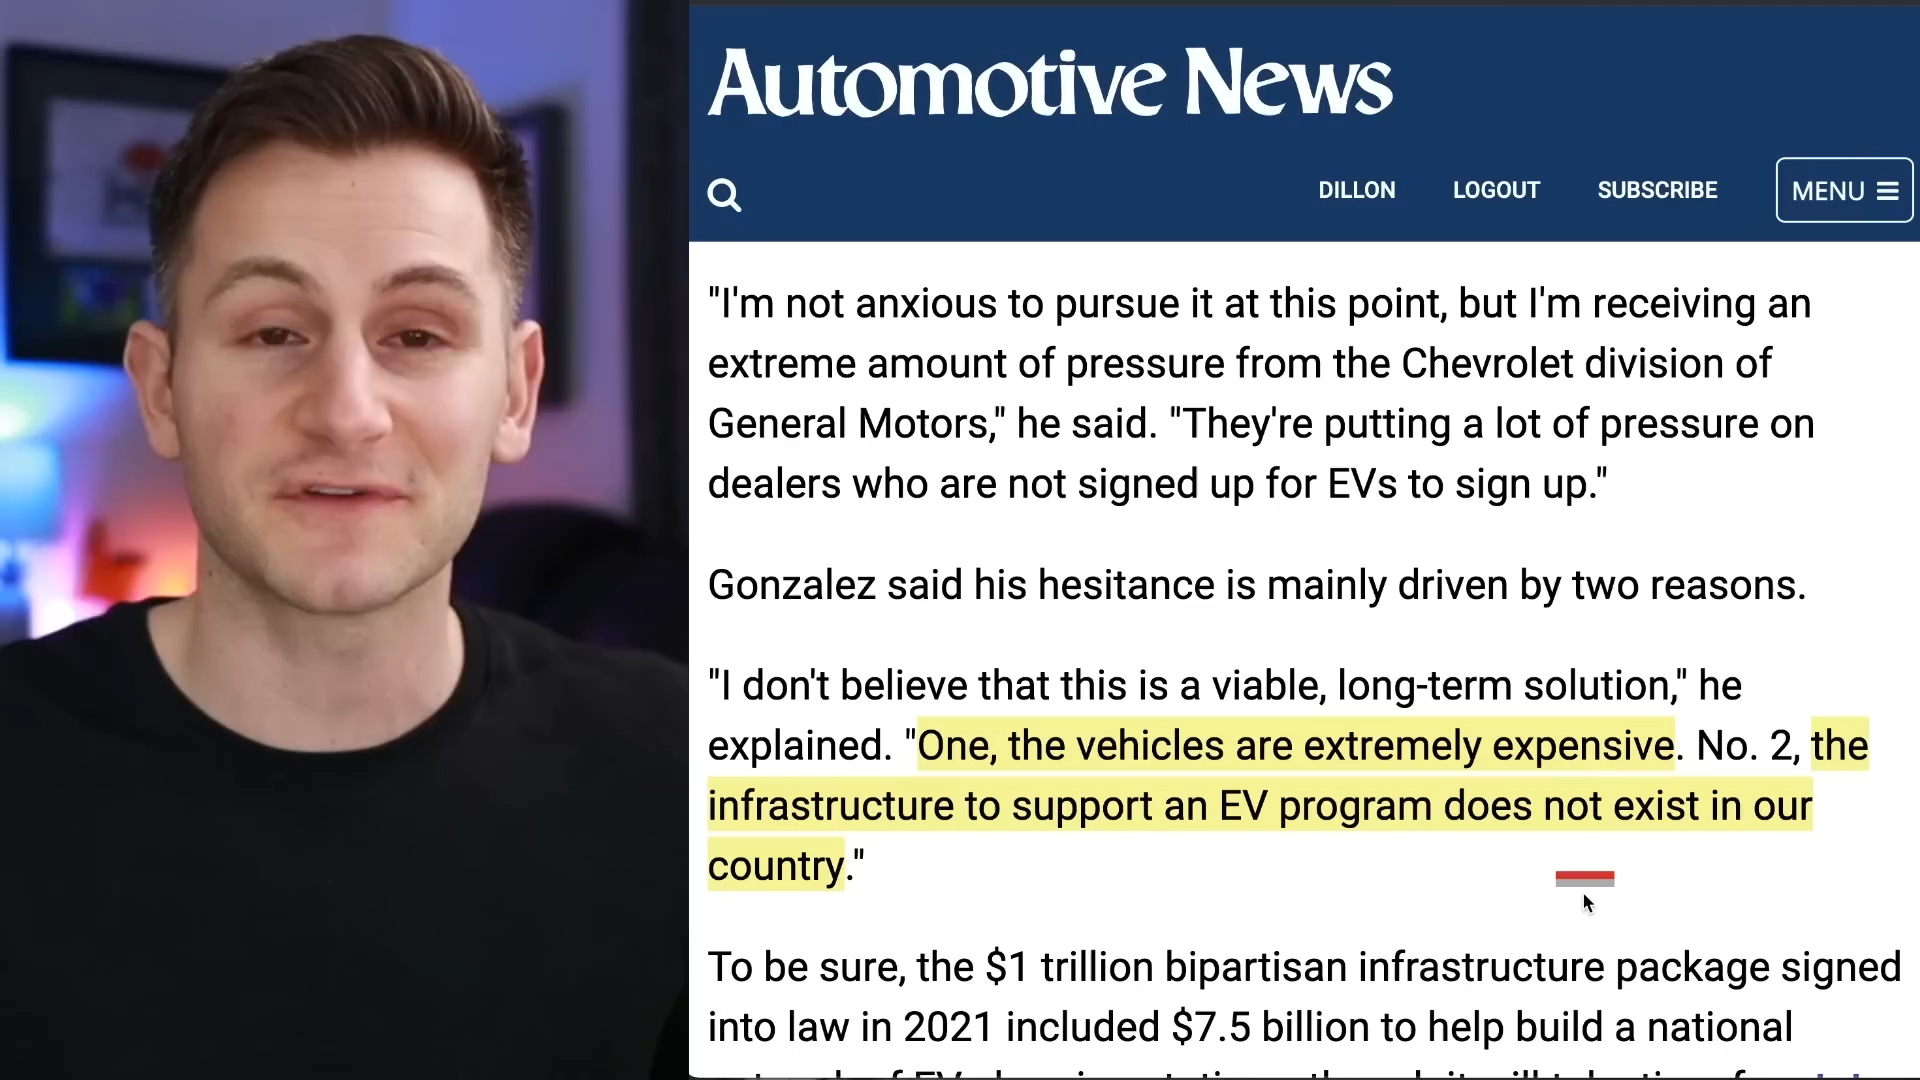 Automotive News
DILLON LOGOUT SUBSCRIBE MENU
"I'm not anxious to pursue it at this point, but I'm receiving an
extreme amount of pressure from the Chevrolet division of
General Motors," he said. "They're putting a lot of pressure on
dealers who are not signed up for EVs to sign up."
Gonzalez said his hesitance is mainly driven by two reasons.
"I don't believe that this is a viable, long-term solution," he
explained. "One, the vehicles are extremely expensive. No. 2, the
infrastructure to support an EV program does not exist in our
country."
To be sure, the $1 trillion bipartisan infrastructure package signed
into law in 2021 included $7.5 billion to help build a national